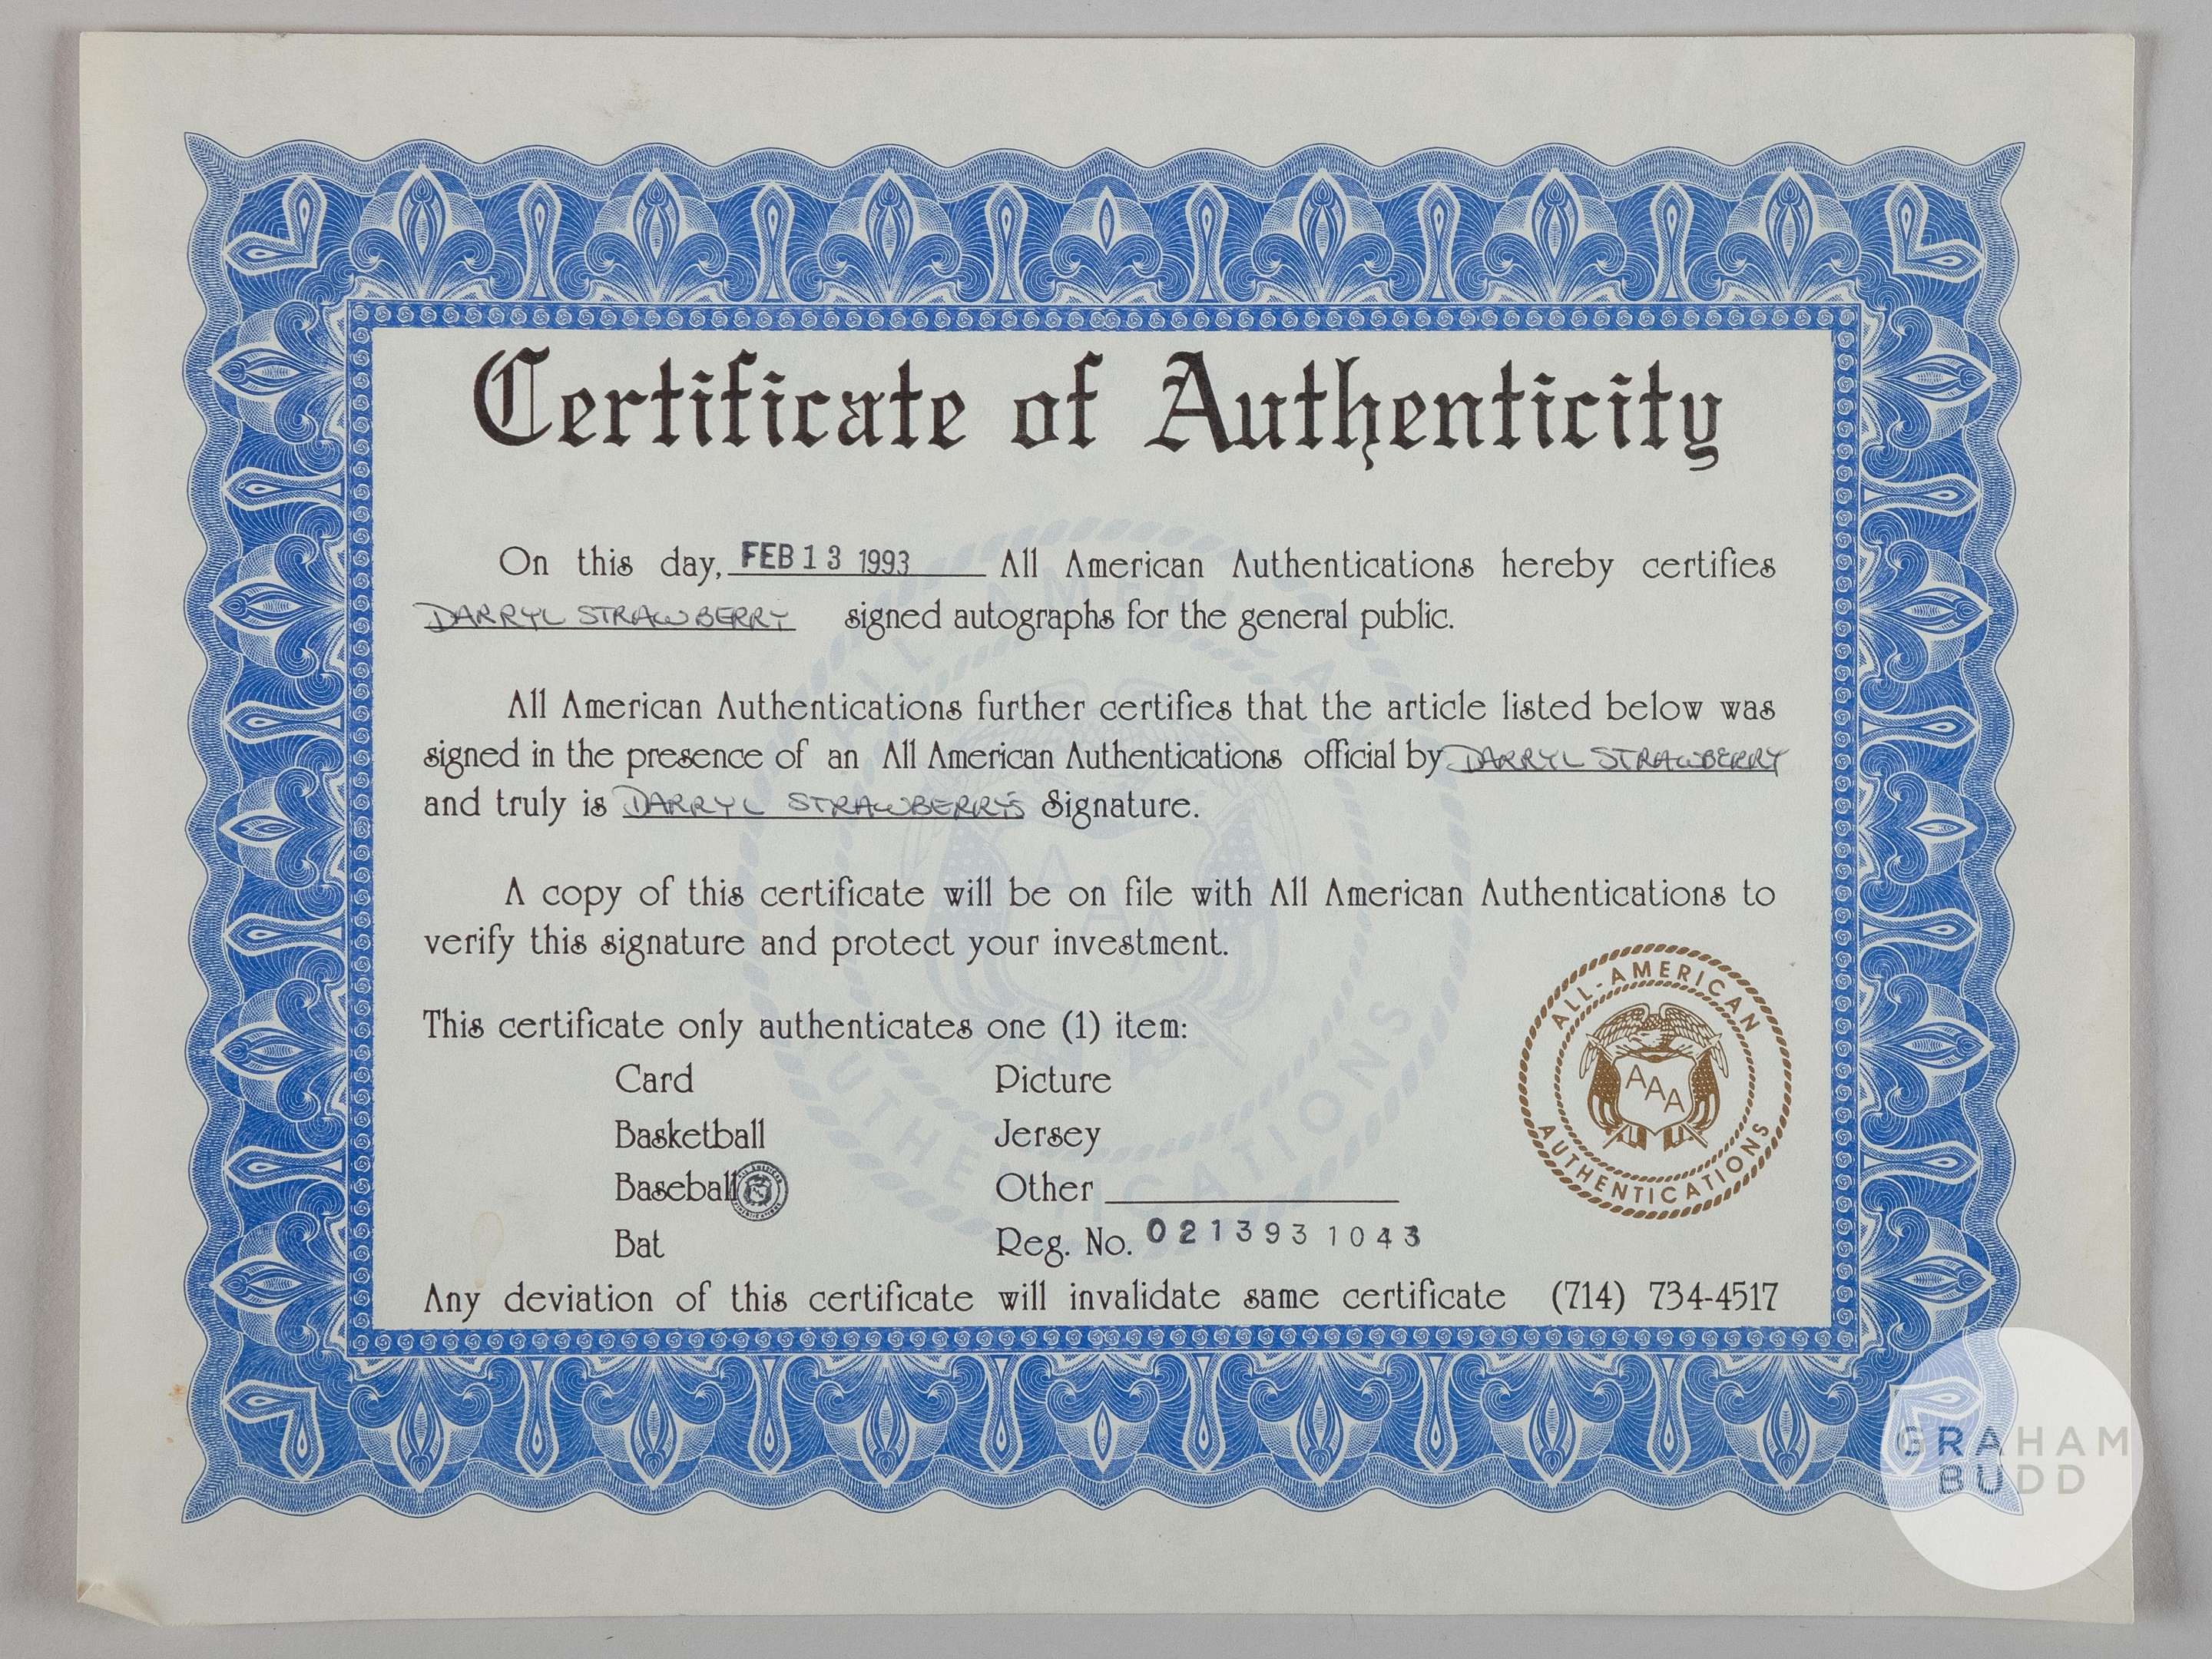 Certificate of Authenticity
On this day, FEB 13 1993 All American Authentications hereby certifies
DARRYL STRAWBERRY signed autographs for the general public.
All American Authentications further certifies that the article listed below was
signed in the presence of an All American Authentications official by DARRYL STRAWBERRY
and truly is DARRYL STRAWBERRY'S Signature.
A copy of this certificate will be on file with All American Authentications to
verify this signature and protect your investment.
This certificate only authenticates one (1) item:
Card Picture
Basketball Jersey
Baseball Other
Bat Reg. No. 0213931043
Any deviation of this certificate will invalidate same certificate (714) 734-4517
ALL-AMERICAN
AAA
AUTHENTICATIONS
ALL AMERICAN
AAA
AUTHENTICATIONS
GRAHAM
BUDD